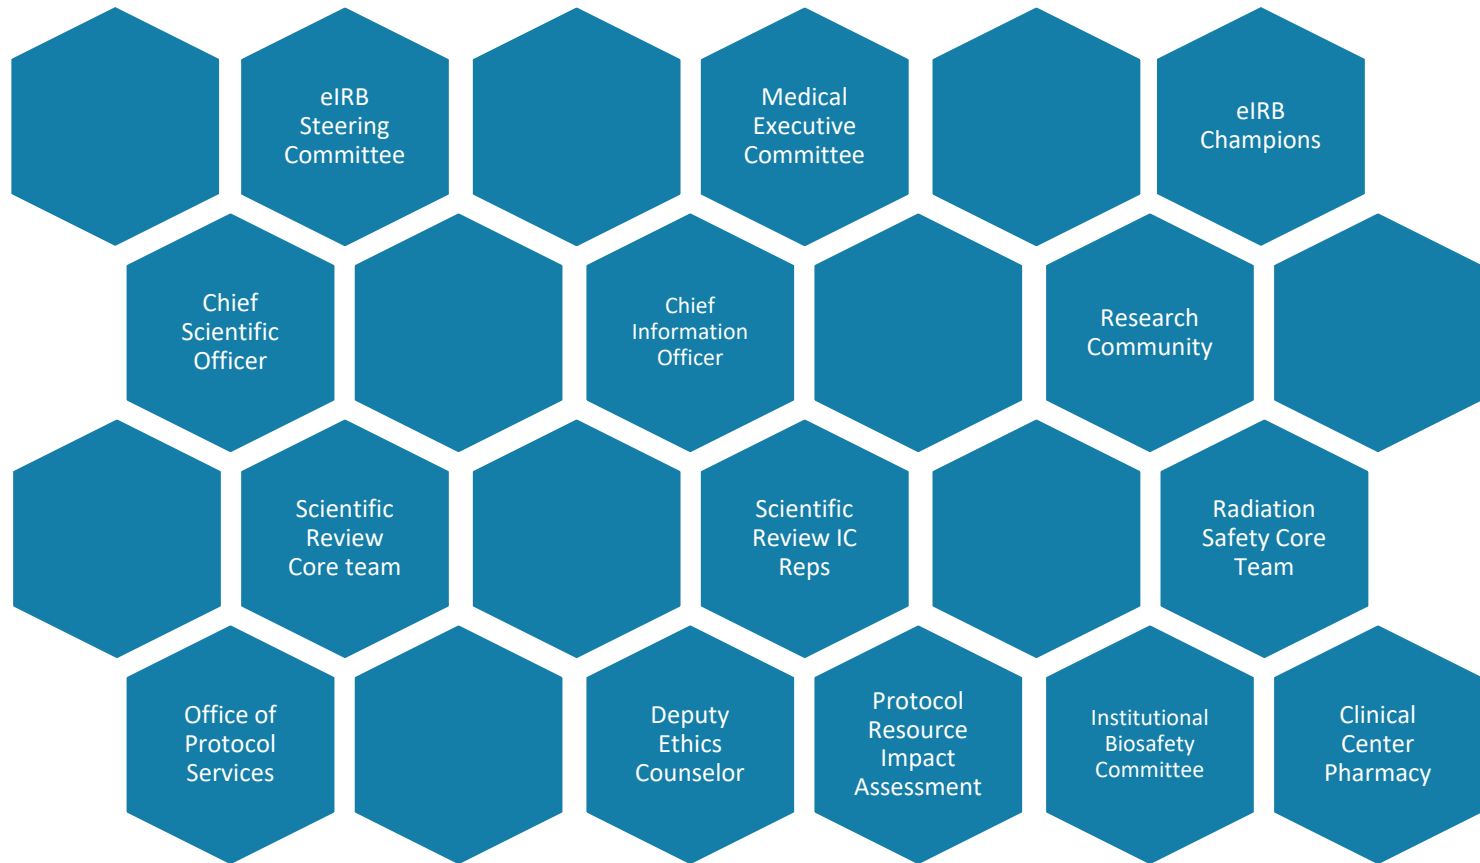 eIRB
Steering
Committee
Medical
Executive
Committee
eIRB
Champions
Chief
Scientific
Officer
Chief
Information
Officer
Research
Community
Scientific
Review
Core team
Scientific
Review IC
Reps
Radiation
Safety Core
Team
Office of
Protocol
Services
Deputy
Ethics
Counselor
Protocol
Resource
Impact
Assessment
Institutional
Biosafety
Committee
Clinical
Center
Pharmacy